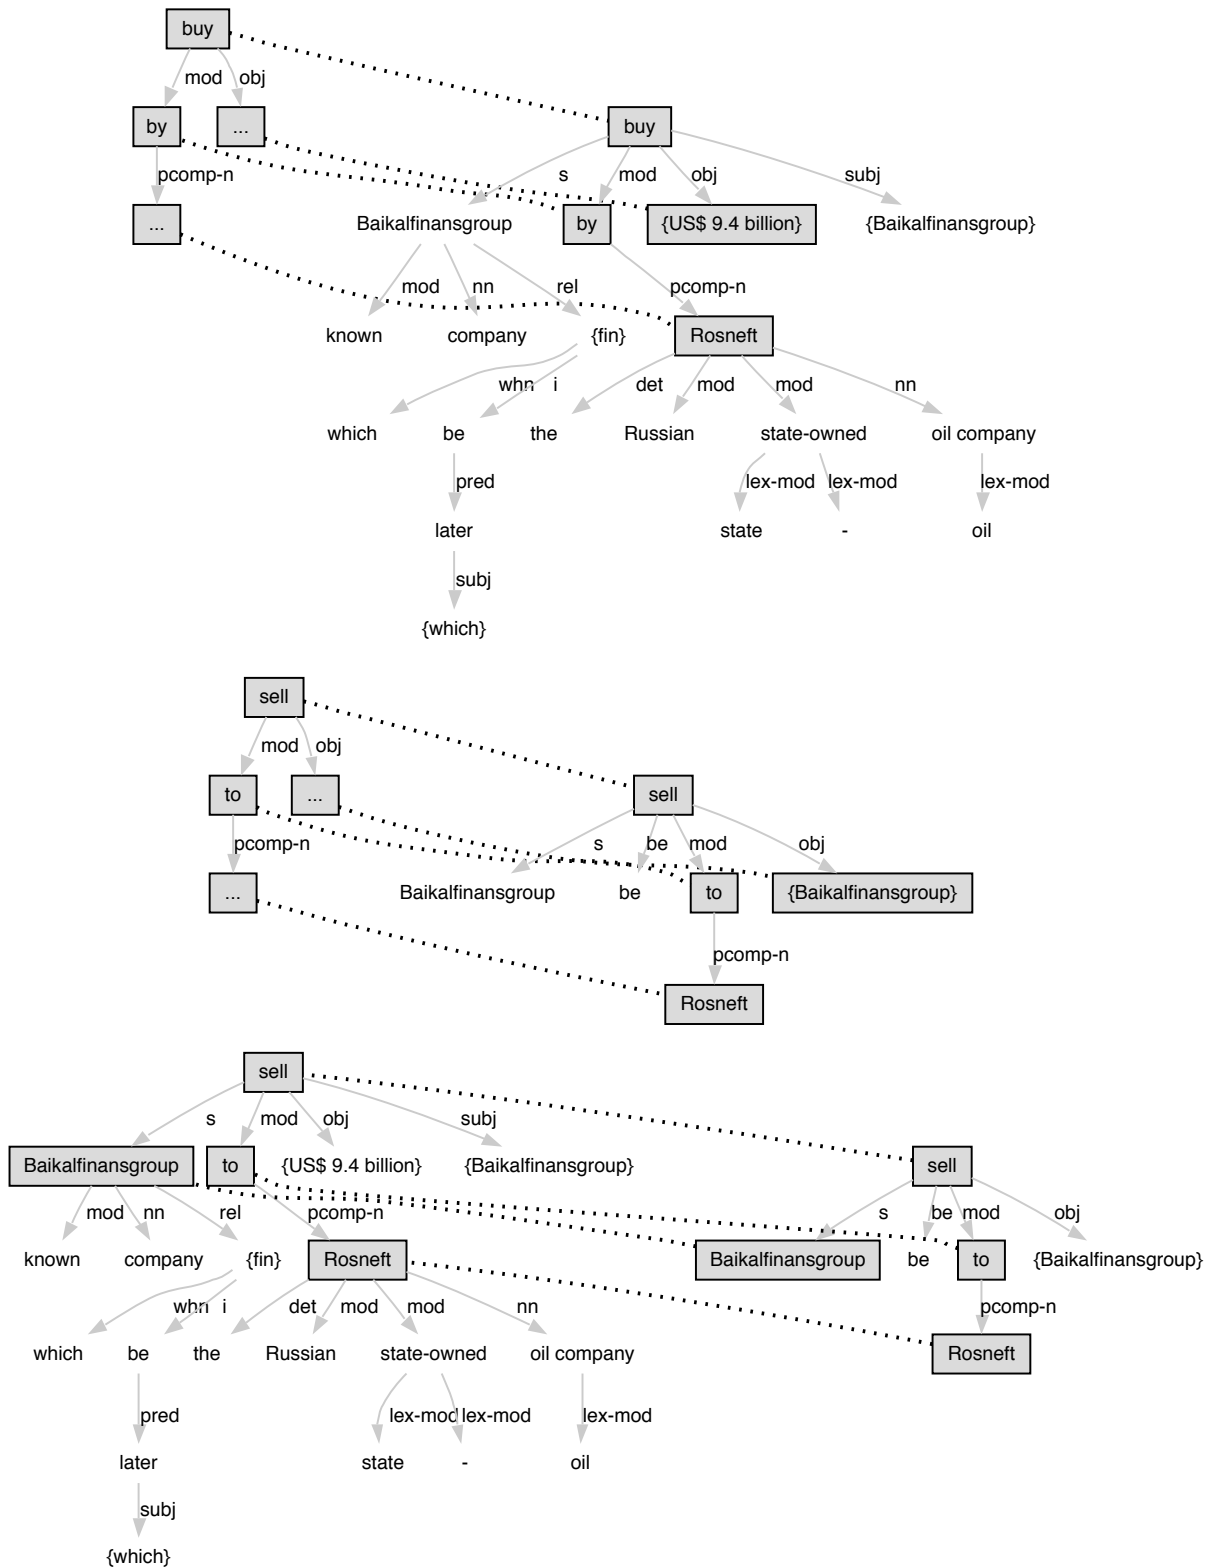 buy
mod obj
by ... buy
pcomp-n s mod obj subj
... Baikalfinansgroup by {US$ 9.4 billion} {Baikalfinansgroup}
mod nn rel pcomp-n
known company {fin} Rosneft
whn i det mod mod nn
which be the Russian state-owned oil company
pred lex-mod lex-mod lex-mod
later state - oil
subj
{which}
sell
mod obj
to ... sell
pcomp-n s be mod obj
... Baikalfinansgroup be to {Baikalfinansgroup}
pcomp-n
Rosneft
sell
s mod obj subj
Baikalfinansgroup to {US$ 9.4 billion} {Baikalfinansgroup} sell
mod nn rel pcomp-n s be mod obj
known company {fin} Rosneft Baikalfinansgroup be to {Baikalfinansgroup}
whn i det mod mod nn pcomp-n
which be the Russian state-owned oil company Rosneft
pred lex-mod lex-mod lex-mod
later state - oil
subj
{which}